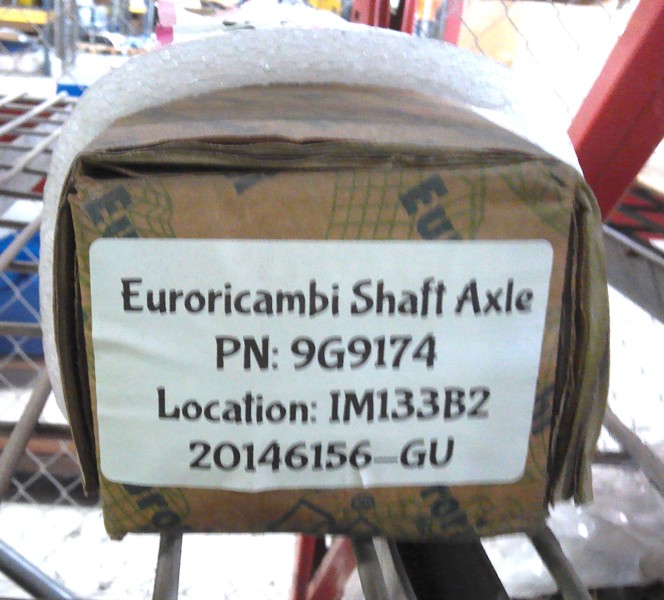 Euroricambi Shaft Axle
PN: 9G9174
Location: IM133B2
20146156-GU